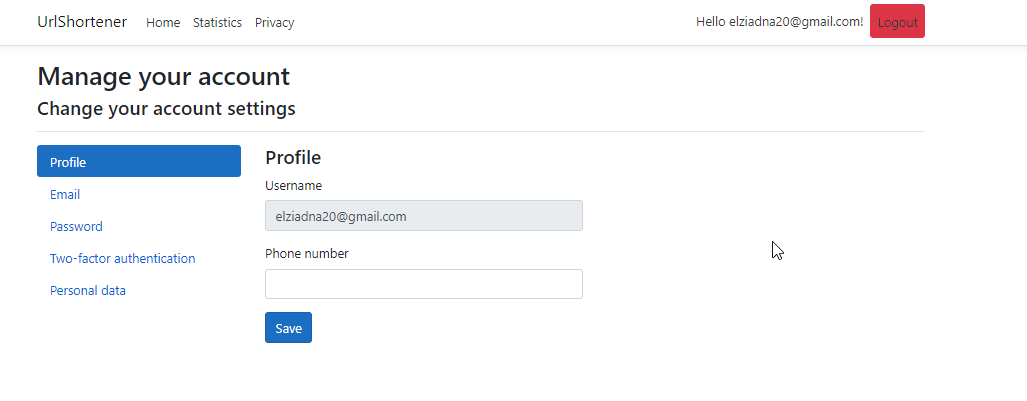 UrlShortener Home Statistics Privacy Hello elziadna20@gmail.com! Logout
Manage your account
Change your account settings
Profile
Email
Password
Two-factor authentication
Personal data
Profile
Username
elziadna20@gmail.com
Phone number
Save